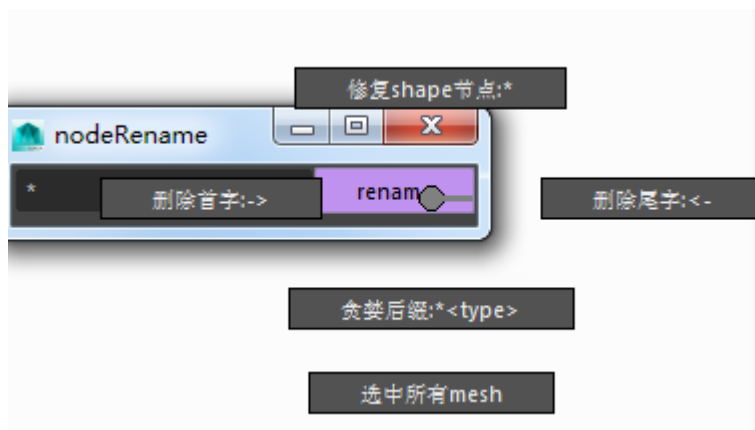 修复shape节点:*
nodeRename
*
删除首字:->
renam
删除尾字:<-
贪婪后缀:*<type>
选中所有mesh